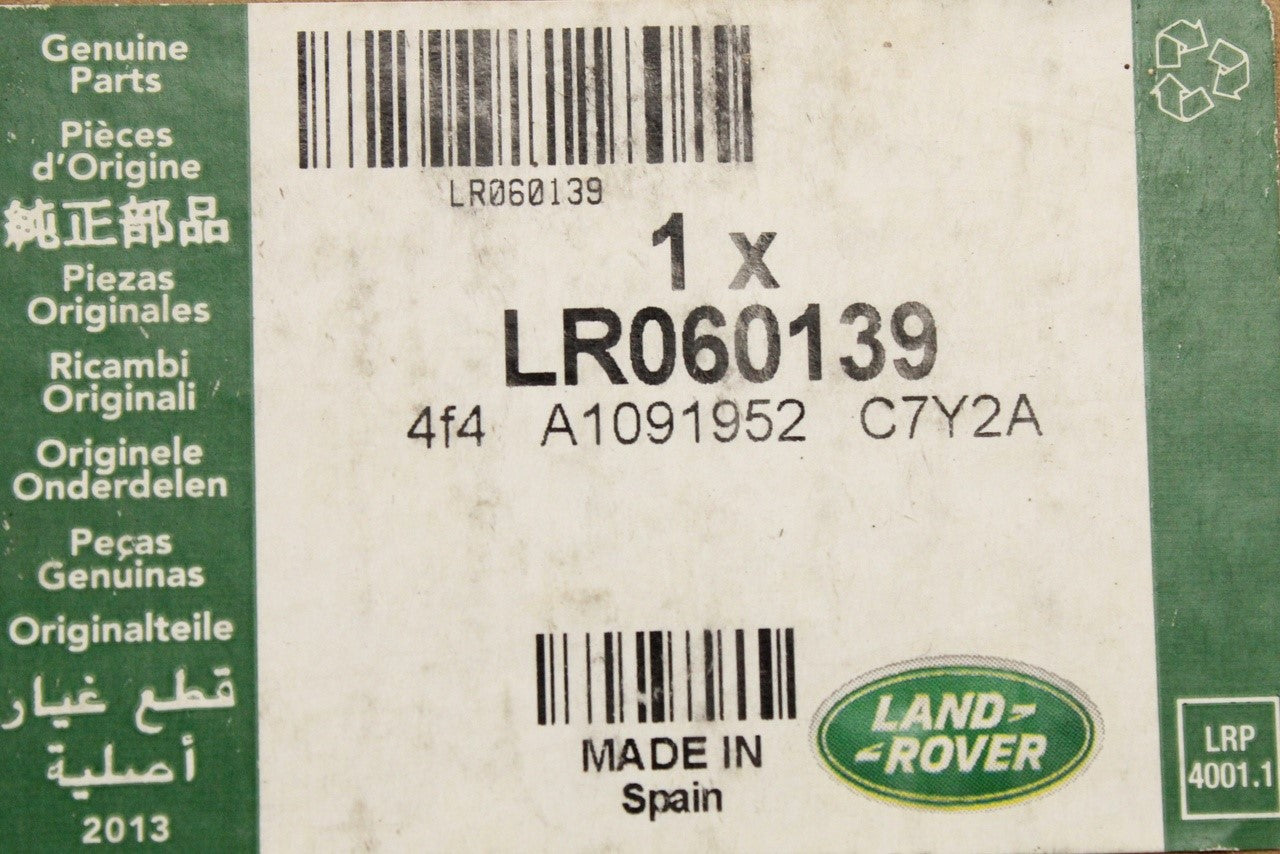 Genuine
Parts
Pièces
d'Origine
純正部品
Piezas
Originales
Ricambi
Originali
Originele
Onderdelen
Peças
Genuinas
Originalteile
قطع غيار
أصلية
2013
LR060139
1 x
LR060139
4f4 A1091952 C7Y2A
MADE IN
Spain
LAND
ROVER
LRP
4001.1